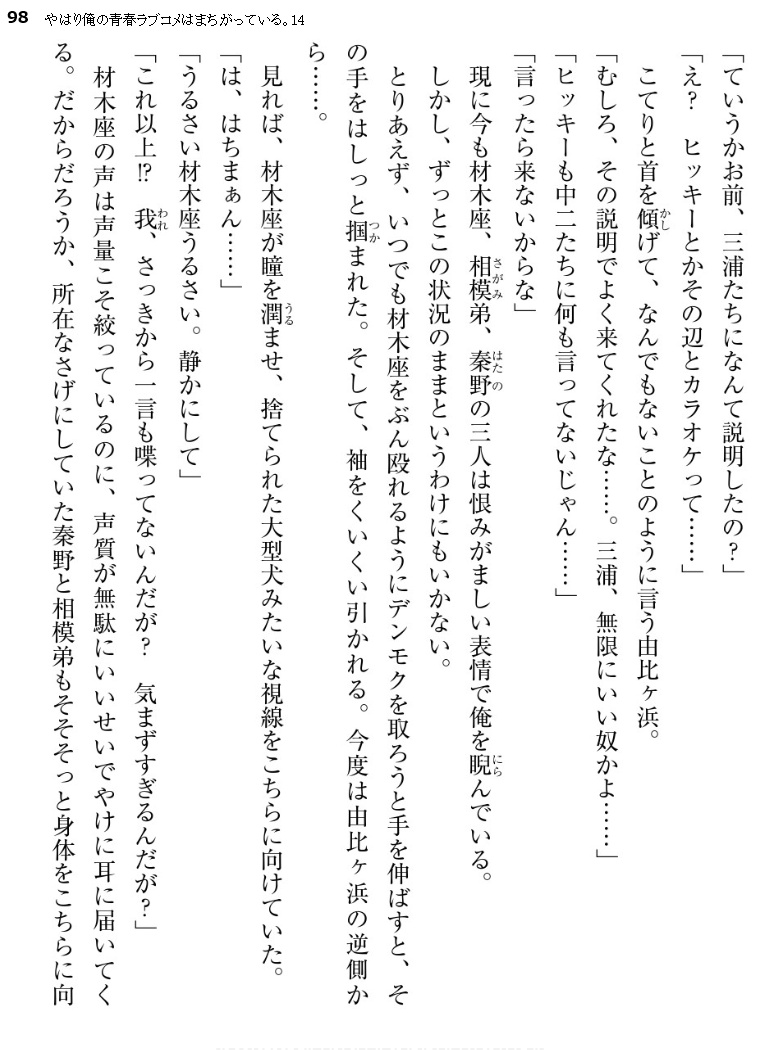 98 やはり俺の青春ラブコメはまちがっている。14
「ていうかお前、三浦たちになんて説明したの？」
「え？　ヒッキーとかその辺とカラオケって……」
こてりと首を傾げて、なんでもないことのように言う由比ヶ浜。
「むしろ、その説明でよく来てくれたな……。三浦、無限にいい奴かよ……」
「ヒッキーも中二たちに何も言ってないじゃん……」
「言ったら来ないからな」
現に今も材木座、相模弟、秦野の三人は恨みがましい表情で俺を睨んでいる。
しかし、ずっとこの状況のままというわけにもいかない。
とりあえず、いつでも材木座をぶん殴れるようにデンモクを取ろうと手を伸ばすと、そ
の手をはしっと掴まれた。そして、袖をくいくい引かれる。今度は由比ヶ浜の逆側か
ら……。
見れば、材木座が瞳を潤ませ、捨てられた大型犬みたいな視線をこちらに向けていた。
「は、はちまぁん……」
「うるさい材木座うるさい。静かにして」
「これ以上!?　我、さっきから一言も喋ってないんだが？　気まずすぎるんだが？」
材木座の声は声量こそ絞っているのに、声質が無駄にいいせいでやけに耳に届いてく
る。だからだろうか、所在なさげにしていた秦野と相模弟もそそそっと身体をこちらに向